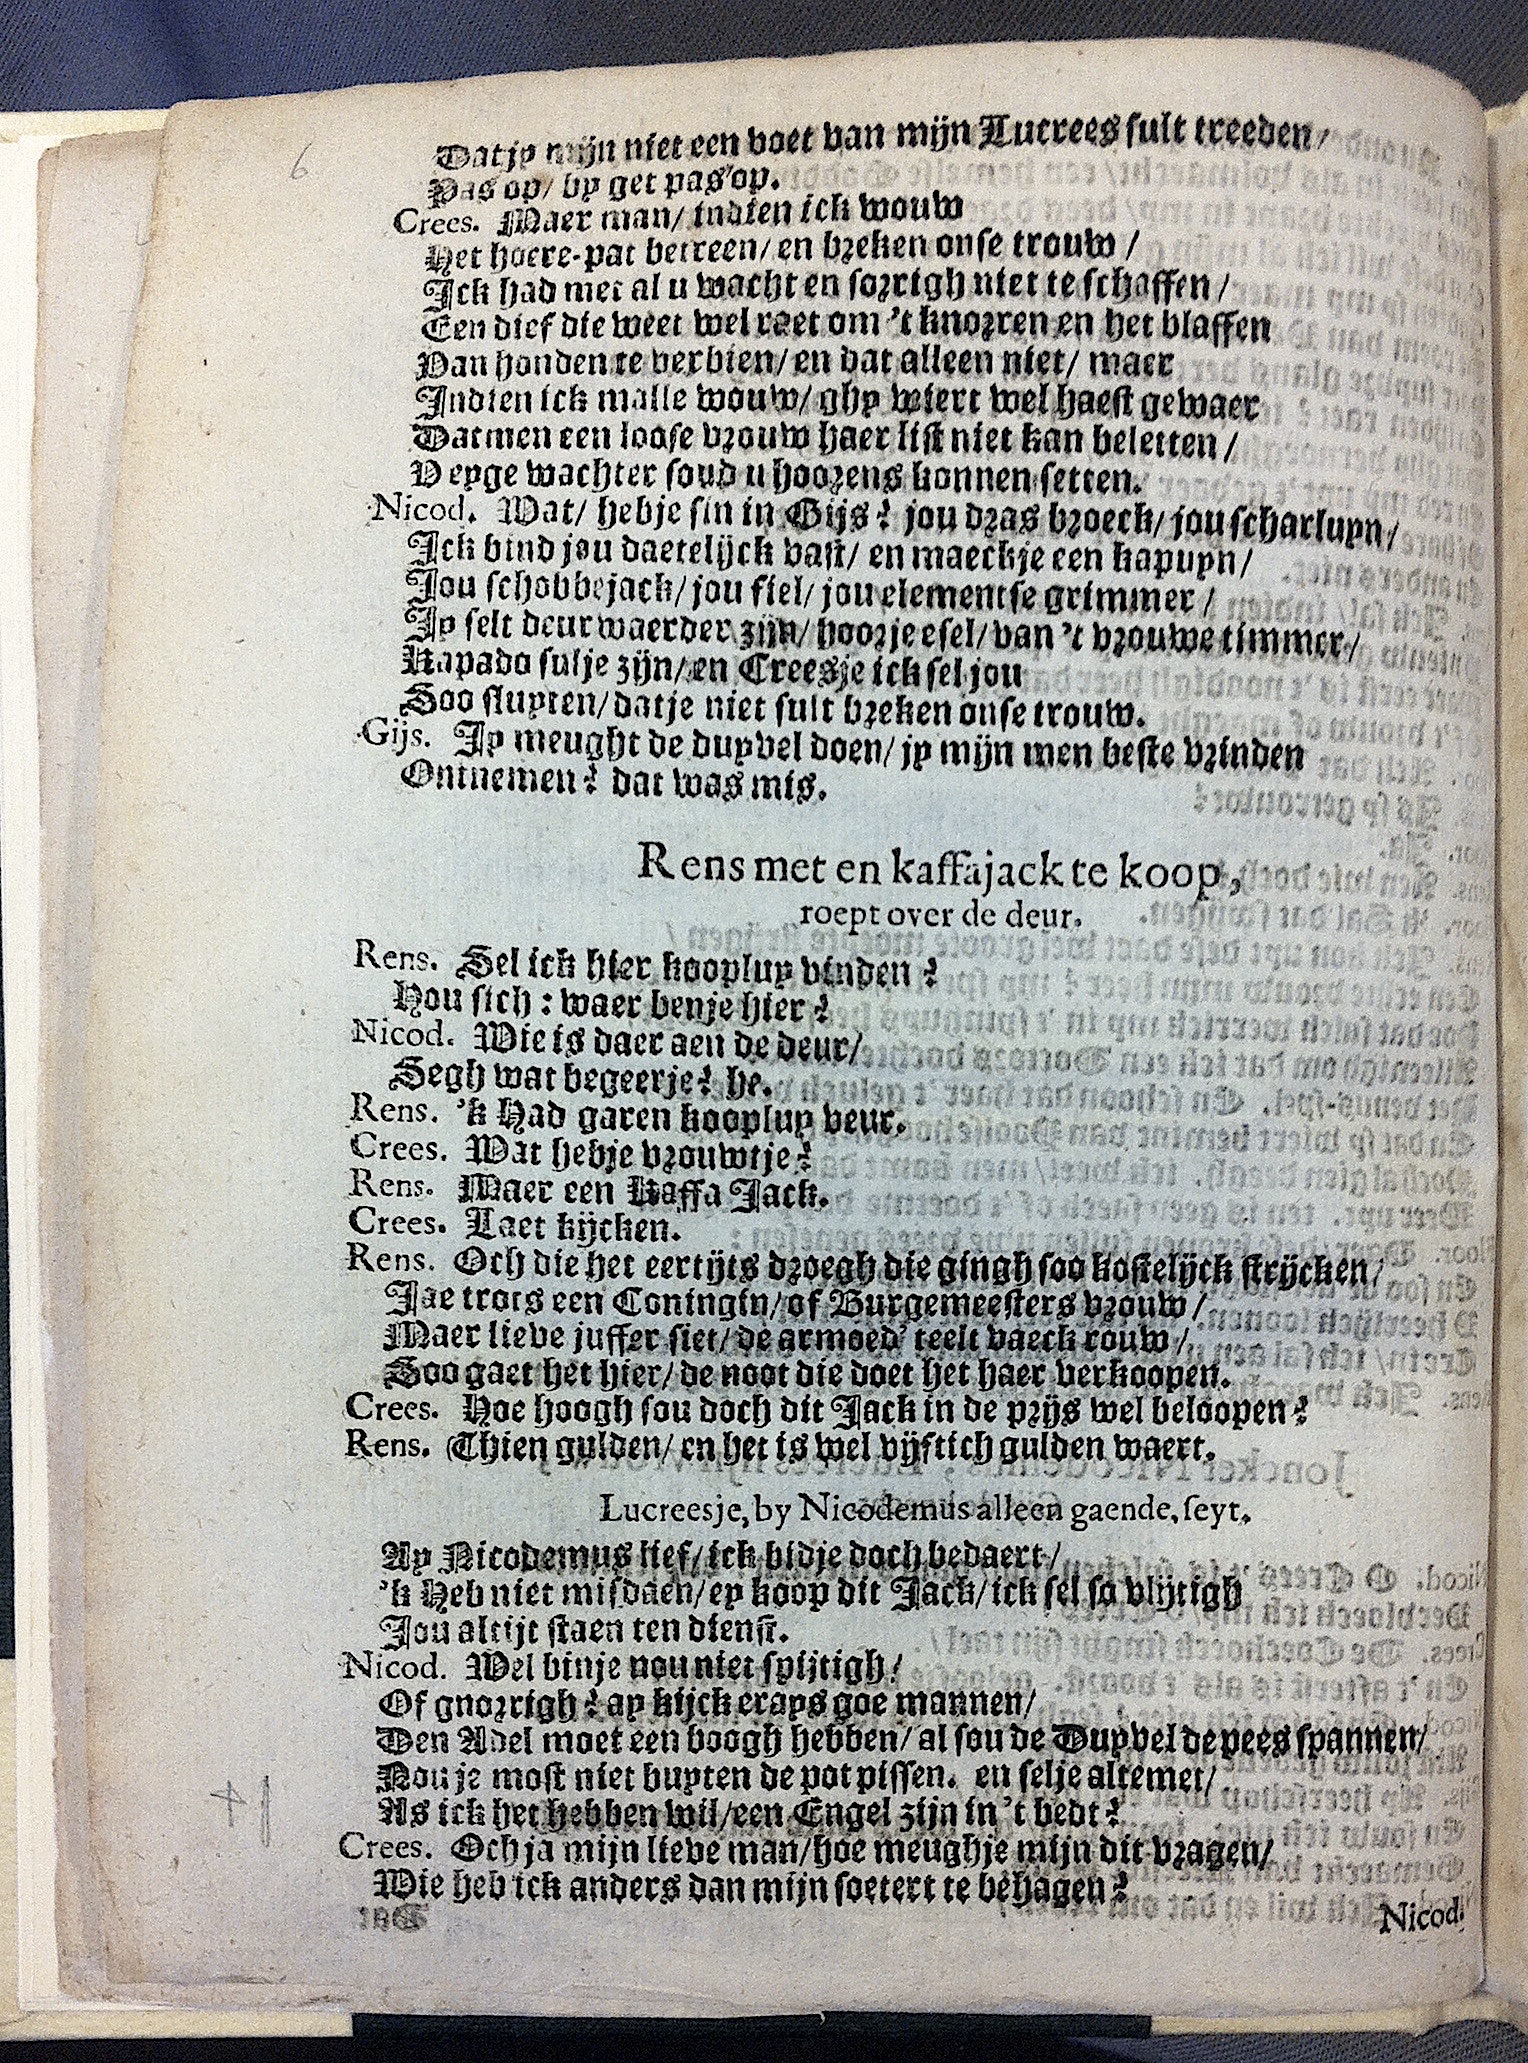 6
Dat jy mijn niet een voet van mijn Lucrees sult treeden/
Pas op/ by get pas op.
Crees. Maer man/ indien ick wouw
Het hoere-pat betreen/ en breken onse trouw/
Ick had met al u wacht en sorrigh niet te schaffen/
Een dief die weet wel reet om 't knorren en het blaffen
Van honden te verbien/ en dat alleen niet/ maer
Indien ick malle wouw/ ghy wiert wel haest gewaer
Datmen een loose vrouw haer list niet kan beletten/
V eyge wachter soud u hoorens konnen setten.
Nicod. Wat/ hebje sin in Gijs? jou dras broeck/ jou scharluyn/
Ick bind jou daetelijck vast/ en maeckje een kapuyn/
Jou schobbejack/ jou fiel/ jou elementse grimmer/
Jy selt deurwaerder zijn/ hoorje esel/ van 't vrouwe timmer/
Kapado sulje zijn/ en Creesje ick sel jou
Soo sluyten/ datje niet sult breken onse trouw.
Gijs. Jy meught de duyvel doen/ jy mijn men beste vrinden
Ontnemen? dat was mis.
Rens met en kaffajack te koop,
roept over de deur.
Rens. Sel ick hier kooplup vinden?
Hou sich: waer benje hier?
Nicod. Wie is daer aen de deur/
Segh wat begeerje? he.
Rens. 'k Had garen kooplup veur.
Crees. Wat hebje vrouwtje?
Rens. Maer een Kaffa Jack.
Crees. Laet kijcken.
Rens. Och die het eertijts droegh die gingh soo kostelijck strijcken/
Jae trots een Coningin/ of Burgemeesters vrouw/
Maer lieve juffer siet/ de armoed' teelt vaeck rouw/
Soo gaet het hier/ de noot die doet het haer verkoopen.
Crees. Hoe hoogh sou doch dit Jack in de prijs wel beloopen?
Rens. Thien gulden/ en het is wel vijftich gulden waert.
Lucreesje, by Nicodemus alleen gaende, seyt.
Ay Nicodemus lief/ ick bidje doch bedaert/
'k Heb niet misdaen/ ey koop dit Jack/ ick sel so vlijtigh
Jou altijt staen ten dienst.
Nicod. Wel binje nou niet spijtigh/
Of gnorrigh? ay kijck erays goe mannen/
Den Adel moet een boogh hebben/ al sou de Duyvel de pees spannen/
Nou je most niet buyten de pot pissen. en selje altemet/
As ick het hebben wil/ een Engel zijn in 't bedt?
Crees. Och ja mijn lieve man/ hoe meughje mijn dit vragen/
Wie heb ick anders dan mijn soetert te behagen?
Nicod.